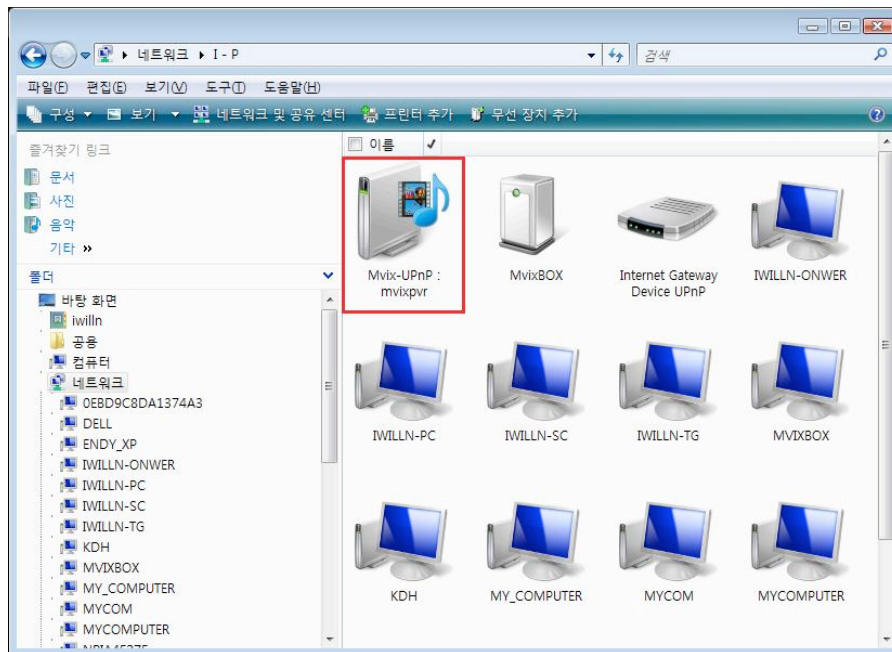 네트워크 ▸ I - P
검색
파일(F) 편집(E) 보기(V) 도구(T) 도움말(H)
구성 보기 네트워크 및 공유 센터 프린터 추가 무선 장치 추가
즐겨찾기 링크
문서
사진
음악
기타 »
폴더
바탕 화면
iwilln
공용
컴퓨터
네트워크
0EBD9C8DA1374A3
DELL
ENDY_XP
IWILLN-ONWER
IWILLN-PC
IWILLN-SC
IWILLN-TG
KDH
MVIXBOX
MY_COMPUTER
MYCOM
MYCOMPUTER
이름
Mvix-UPnP :
mvixpvr
MvixBOX
Internet Gateway
Device UPnP
IWILLN-ONWER
IWILLN-PC
IWILLN-SC
IWILLN-TG
MVIXBOX
KDH
MY_COMPUTER
MYCOM
MYCOMPUTER